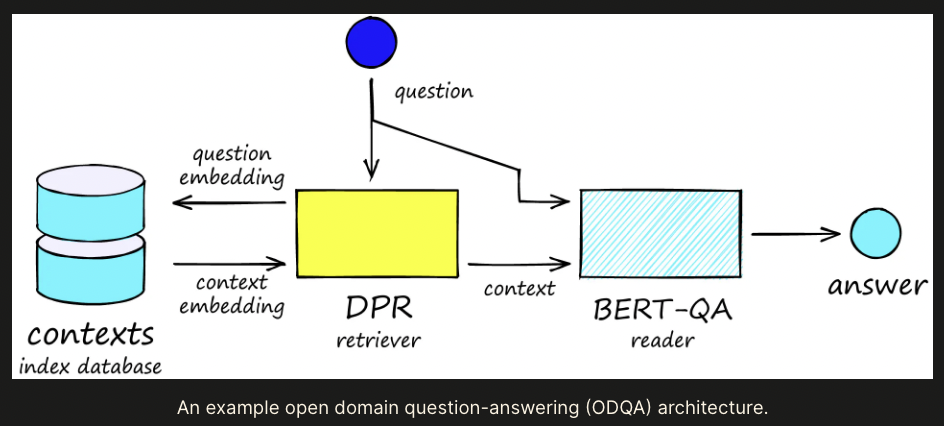 question
question
embedding
context
embedding
context
contexts
index database
DPR
retriever
BERT-QA
reader
answer
An example open domain question-answering (ODQA) architecture.